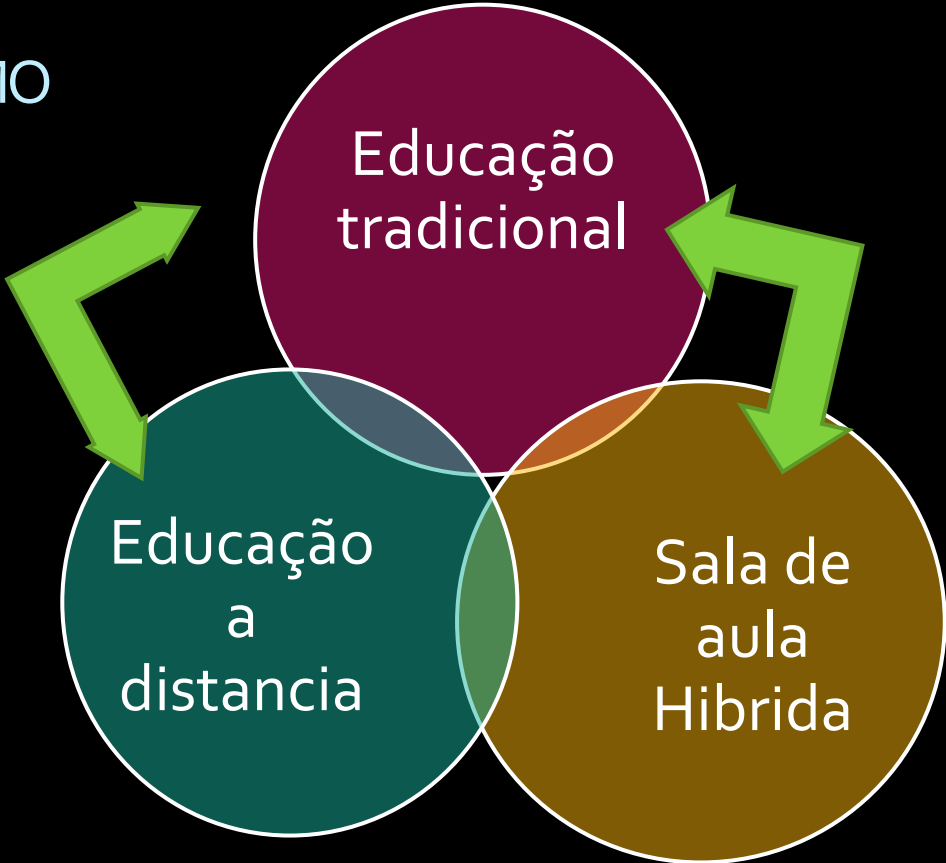 Educação
tradicional
Educação
a
distancia
Sala de
aula
Hibrida